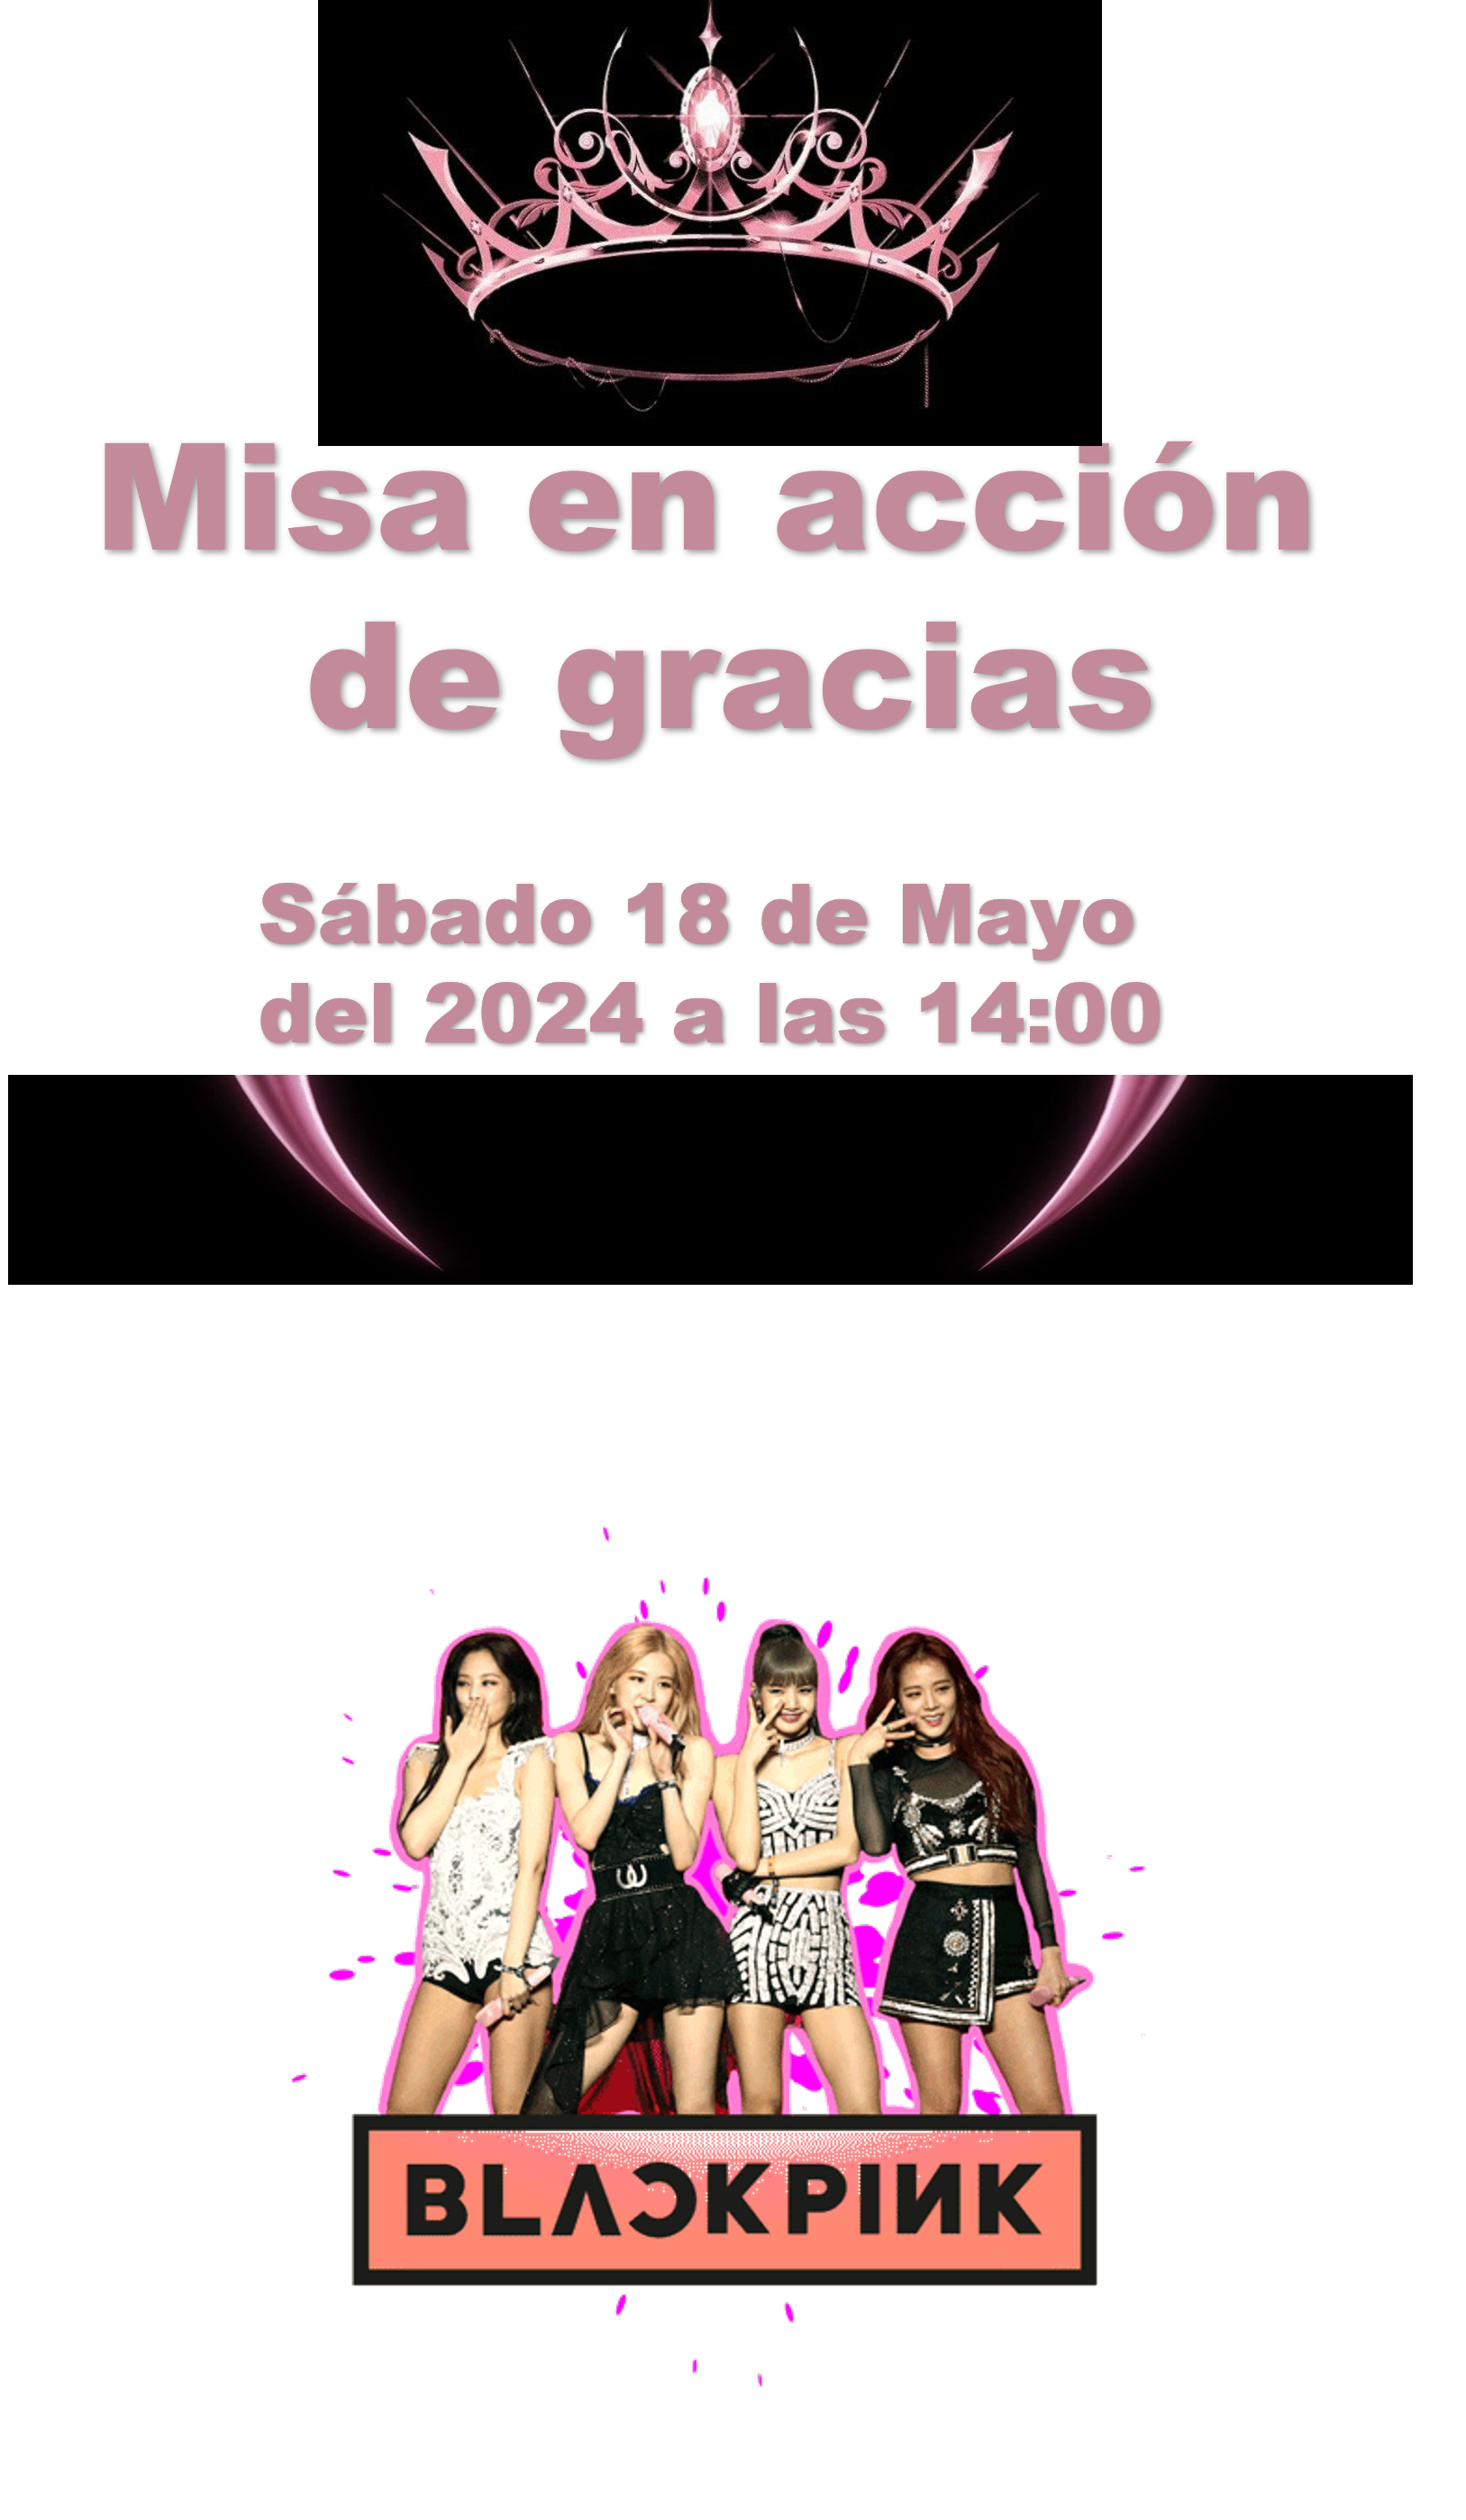 Misa en acción
de gracias
Sábado 18 de Mayo
del 2024 a las 14:00
BLACKPINK